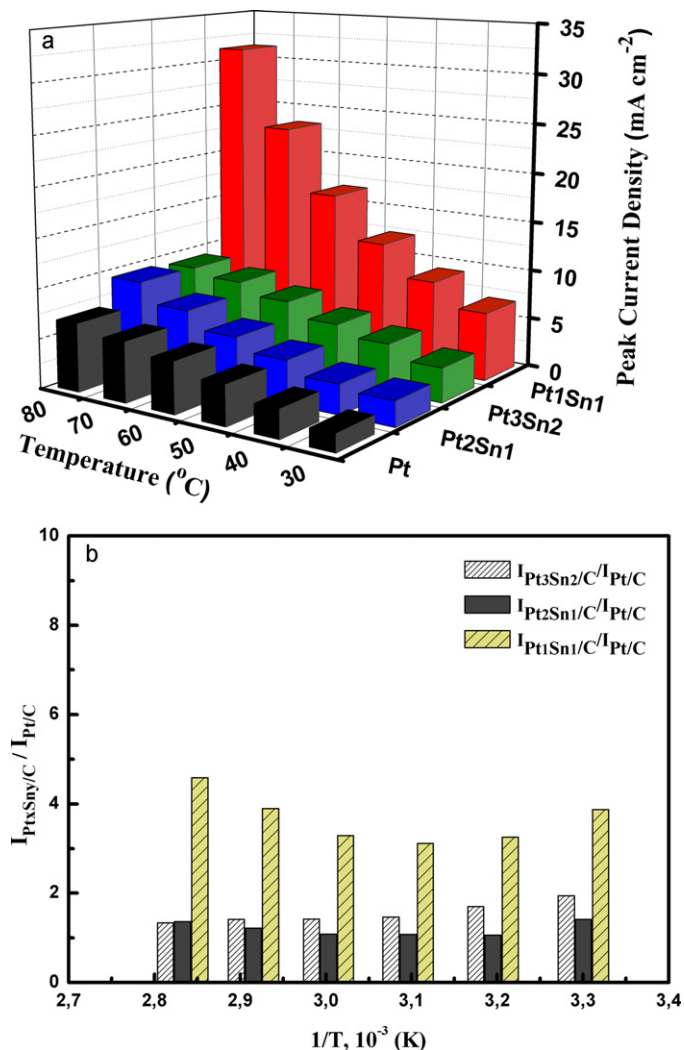 a
35
30
25
20
15
10
5
0
Peak Current Density (mA cm⁻²)
Pt1Sn1
Pt3Sn2
Pt2Sn1
Pt
80
70
60
50
40
30
Temperature (°C)
b
10
8
6
4
2
0
I_PtxSny/C / I_Pt/C
I_Pt3Sn2/C/I_Pt/C
I_Pt2Sn1/C/I_Pt/C
I_Pt1Sn1/C/I_Pt/C
2,7 2,8 2,9 3,0 3,1 3,2 3,3 3,4
1/T, 10⁻³ (K)